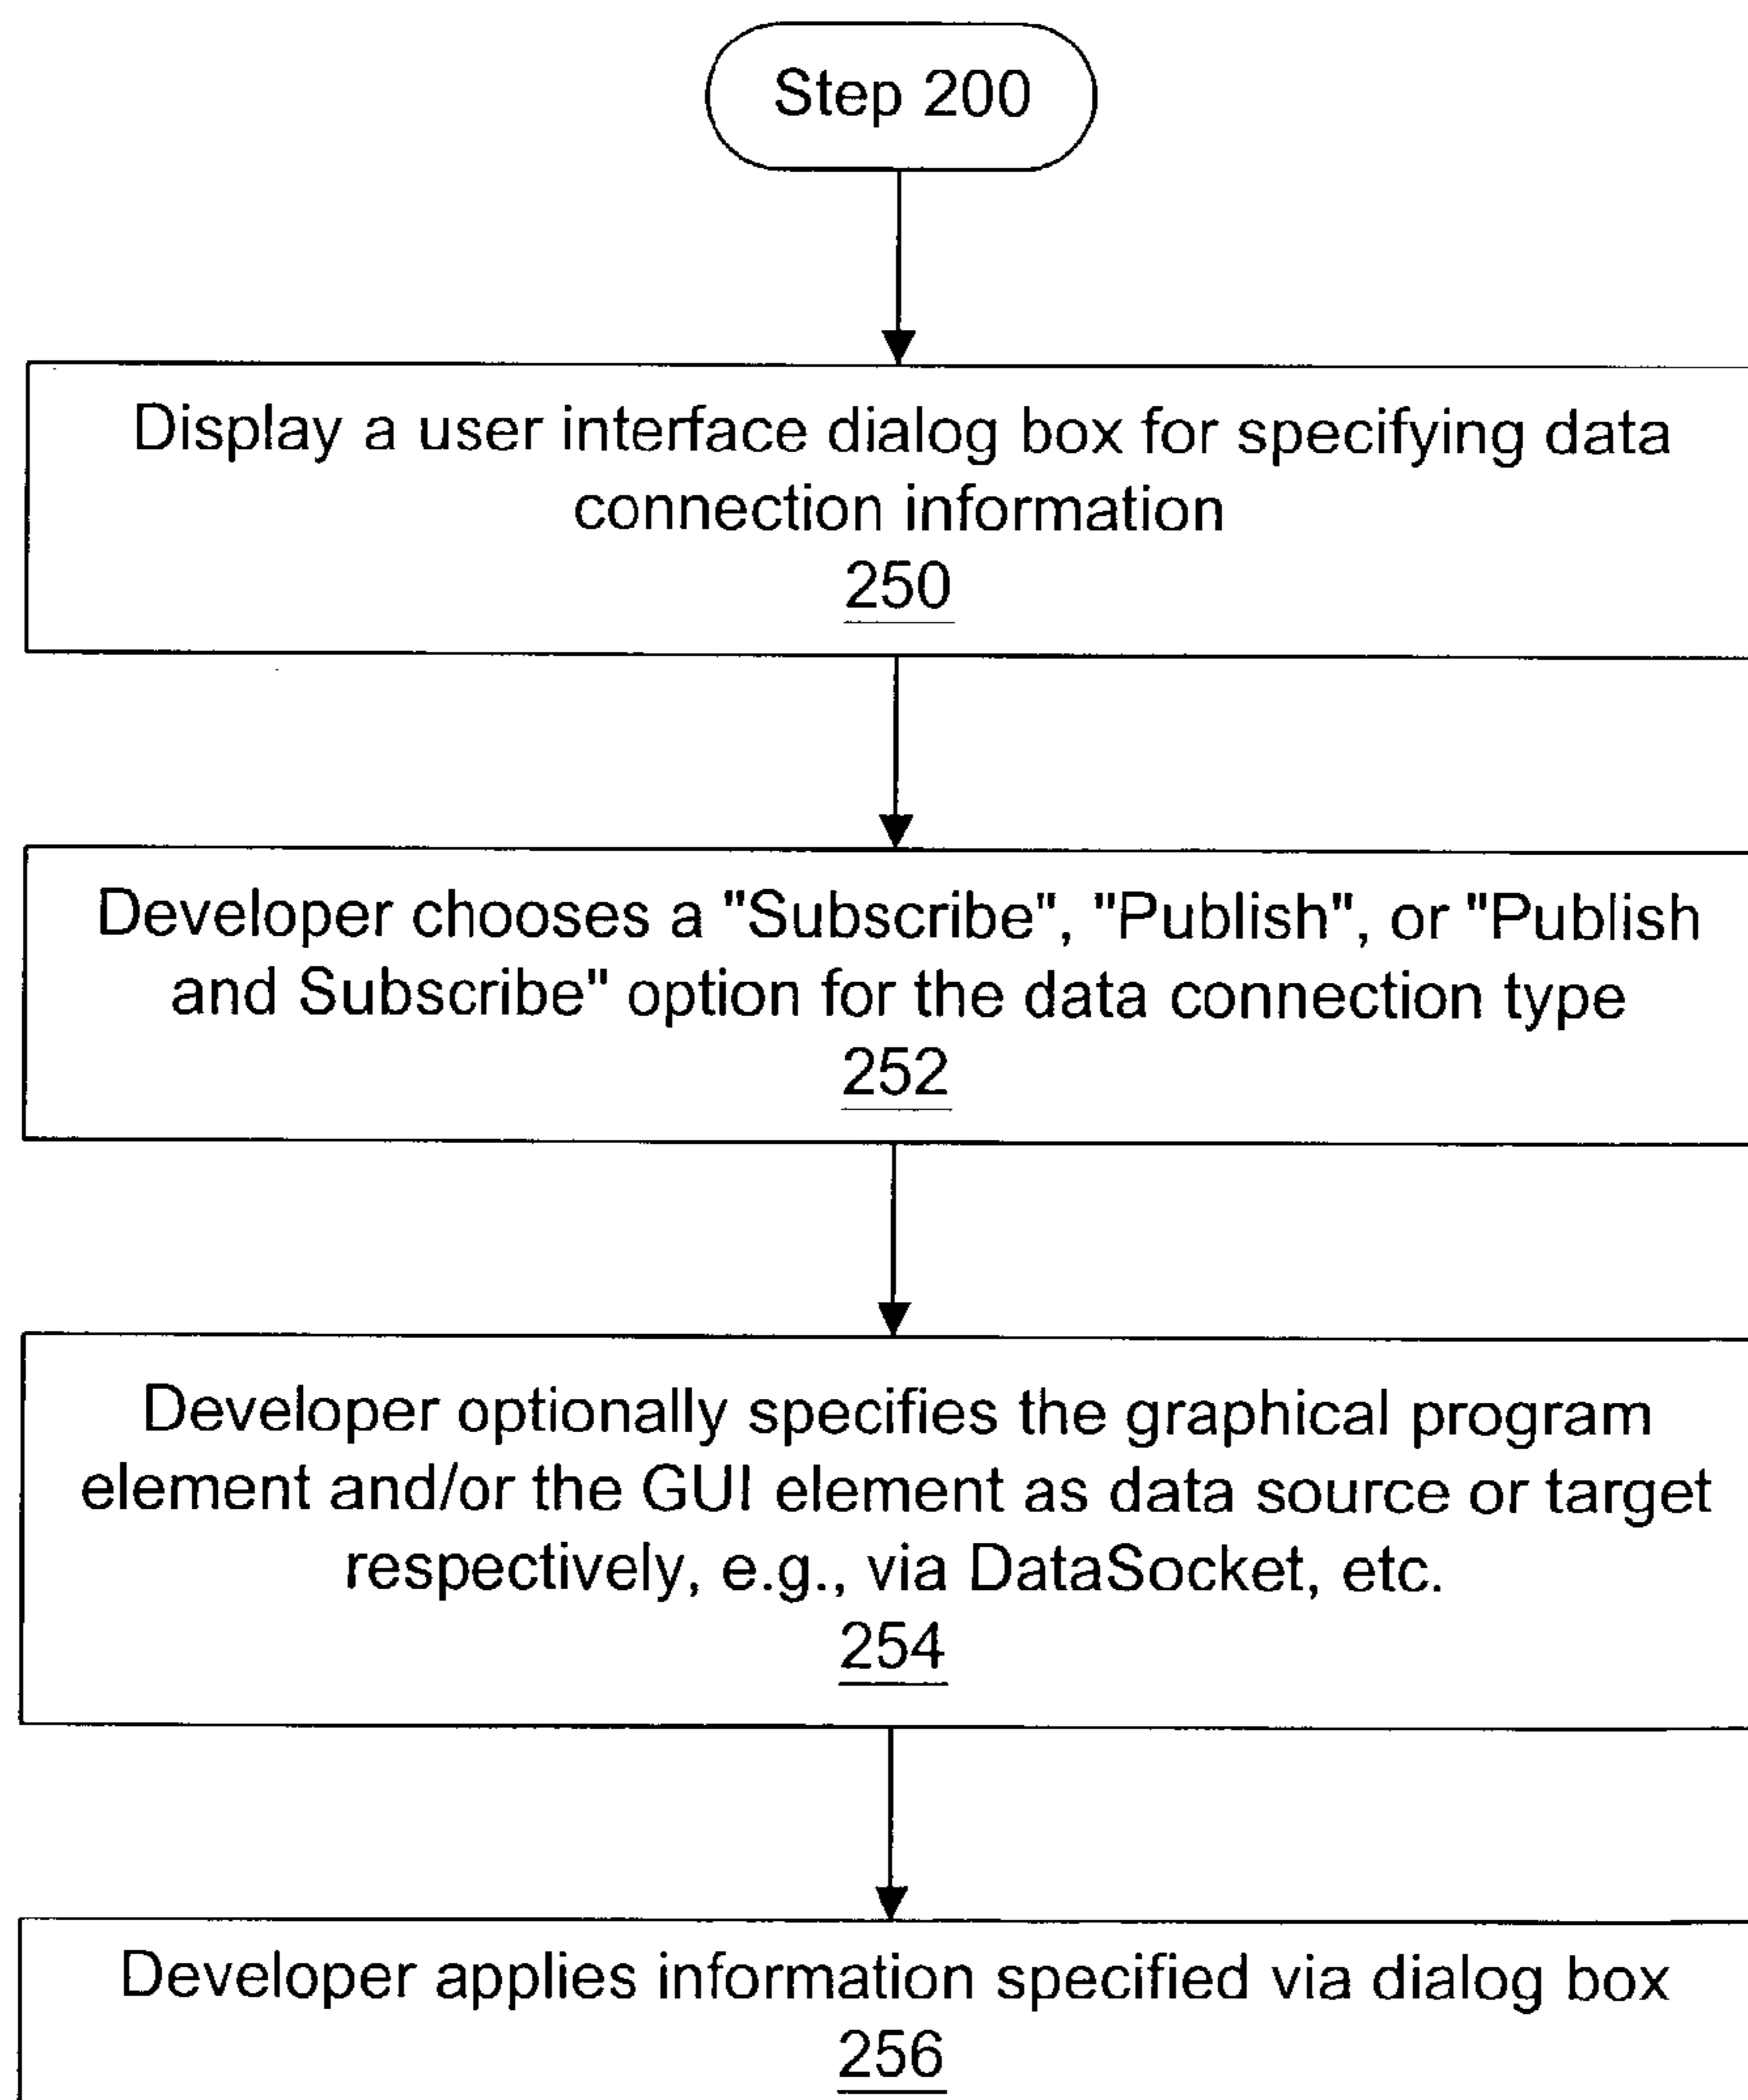 Step 200
Display a user interface dialog box for specifying data
connection information
250
Developer chooses a "Subscribe", "Publish", or "Publish
and Subscribe" option for the data connection type
252
Developer optionally specifies the graphical program
element and/or the GUI element as data source or target
respectively, e.g., via DataSocket, etc.
254
Developer applies information specified via dialog box
256